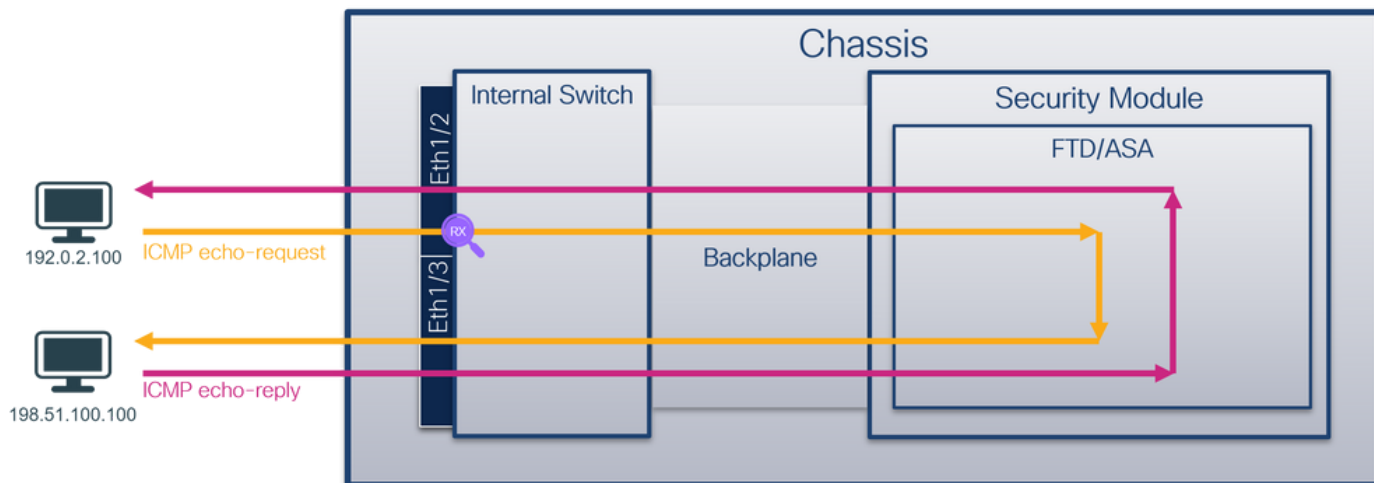 Chassis
Internal Switch
Security Module
FTD/ASA
Eth1/2
RX
192.0.2.100
ICMP echo-request
Backplane
Eth1/3
ICMP echo-reply
198.51.100.100